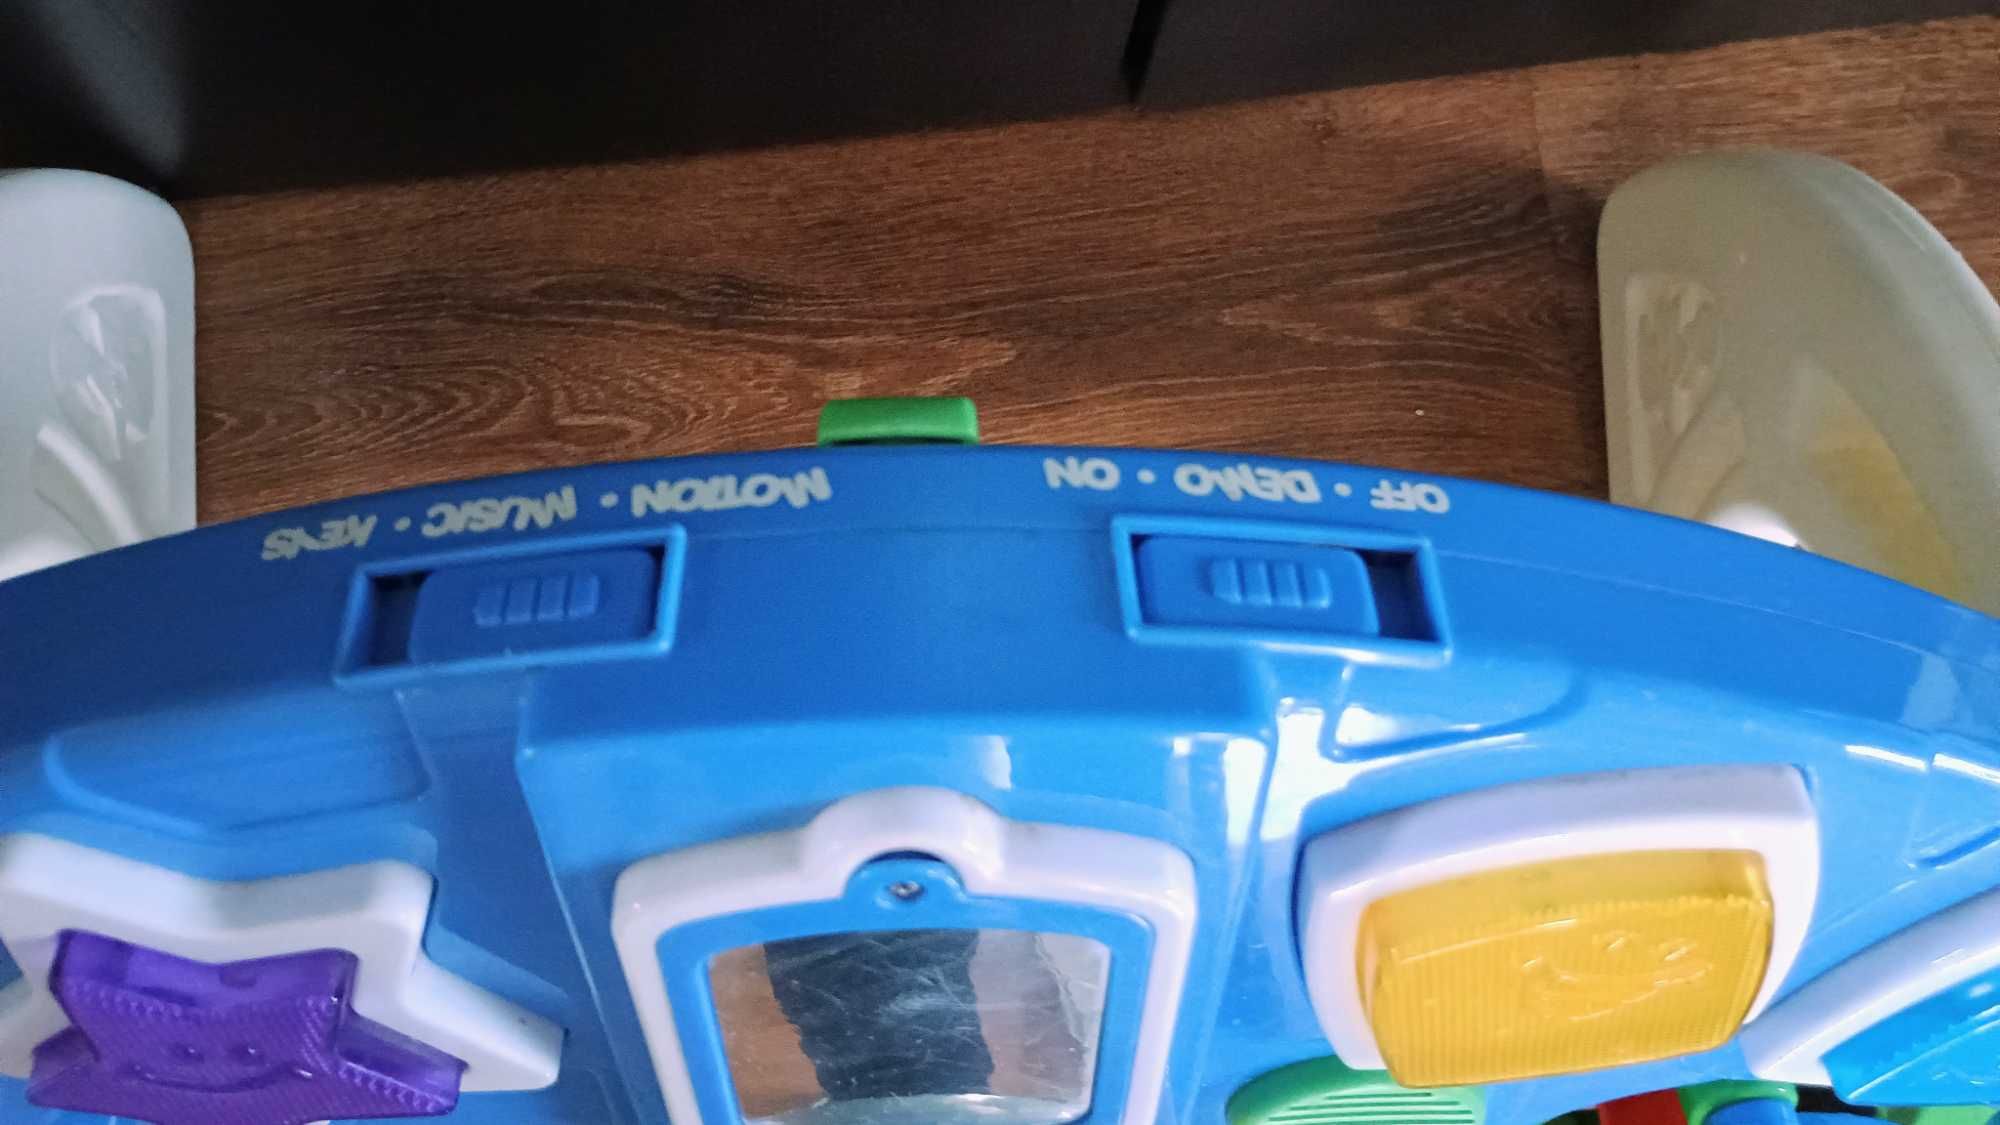 OFF • DEMO • ON
MOTION • MUSIC • KEYS